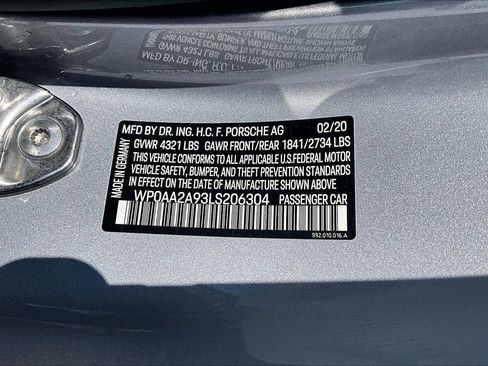 MFD BY DR. ING. H.C. F. PORSCHE AG 02/20
GVWR 4321 LBS GAWR FRONT/REAR 1841/2734 LBS
THIS VEHICLE CONFORMS TO ALL APPLICABLE U.S.FEDERAL MOTOR
VEHICLE SAFETY, BUMPER, AND THEFT PREVENTION STANDARDS
IN EFFECT ON THE DATE OF MANUFACTURE SHOWN ABOVE.
WP0AA2A93LS206304 PASSENGER CAR
MADE IN GERMANY
992.010.016.A